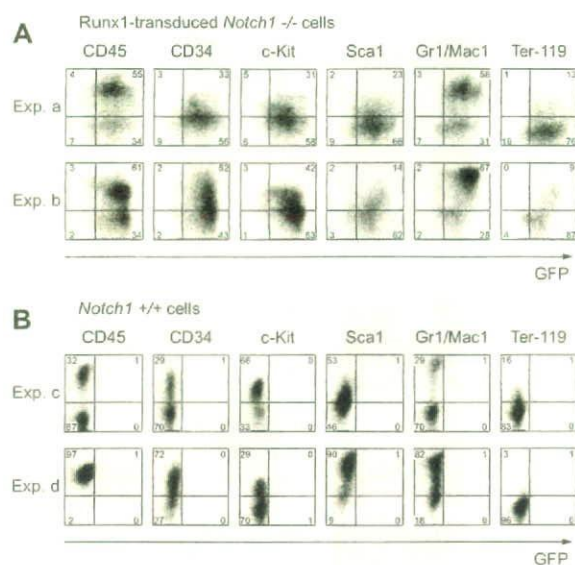 A
Runx1-transduced Notch1 -/- cells
CD45 CD34 c-Kit Sca1 Gr1/Mac1 Ter-119
Exp. a
4 55 3 33 5 31 2 23 3 58 1 13
7 34 9 56 6 58 9 66 7 31 10 76
Exp. b
3 61 2 52 3 42 2 14 2 67 0 9
2 34 2 43 2 53 3 82 2 28 4 87
GFP
B
Notch1 +/+ cells
CD45 CD34 c-Kit Sca1 Gr1/Mac1 Ter-119
Exp. c
32 1 29 1 66 0 53 1 29 1 16 1
67 0 70 0 33 0 46 0 70 0 83 0
Exp. d
97 1 72 0 29 0 90 1 82 1 3
2 0 27 0 70 1 0 18 0 96 0
GFP